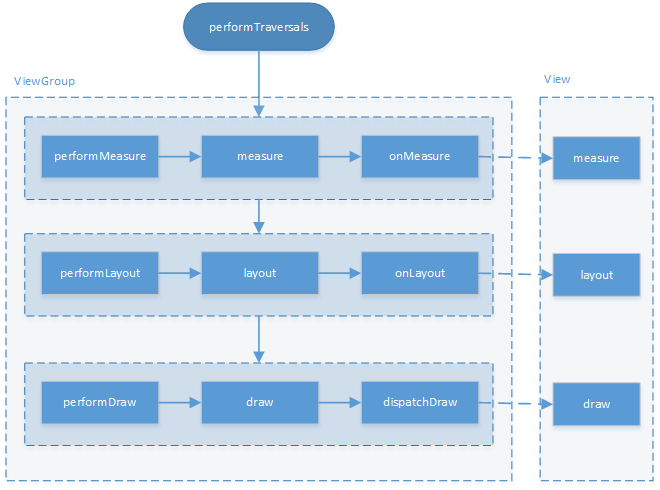 performTraversals
ViewGroup
View
performMeasure
measure
onMeasure
measure
performLayout
layout
onLayout
layout
performDraw
draw
dispatchDraw
draw